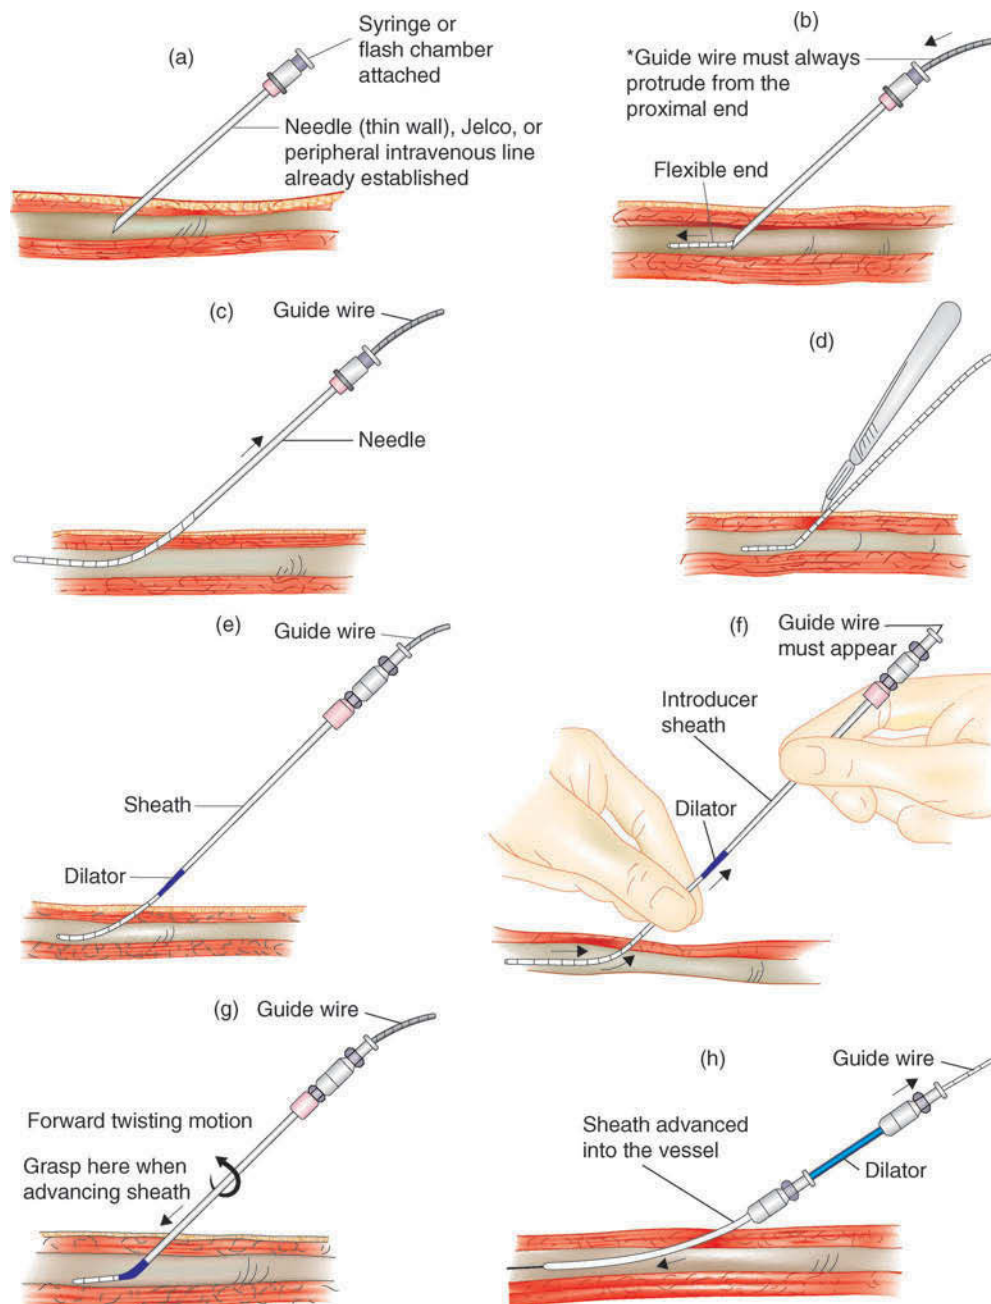 (a)
Syringe or
flash chamber
attached
Needle (thin wall), Jelco, or
peripheral intravenous line
already established
(b)
*Guide wire must always
protrude from the
proximal end
Flexible end
(c)
Guide wire
Needle
(d)
(e)
Guide wire
Sheath
Dilator
(f)
Guide wire
must appear
Introducer
sheath
Dilator
(g)
Guide wire
Forward twisting motion
Grasp here when
advancing sheath
(h)
Guide wire
Sheath advanced
into the vessel
Dilator